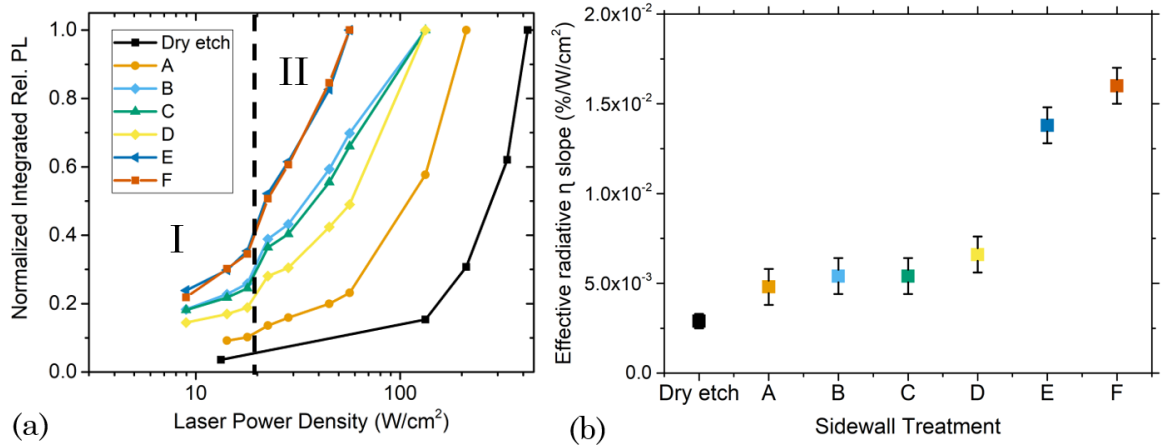 Normalized Integrated Rel. PL
1.0
0.8
0.6
0.4
0.2
0.0
Dry etch
A
B
C
D
E
F
I
II
10
100
Laser Power Density (W/cm²)
(a)
Effective radiative η slope (%/W/cm²)
2.0x10⁻²
1.5x10⁻²
1.0x10⁻²
5.0x10⁻³
0.0
Dry etch A B C D E F
Sidewall Treatment
(b)